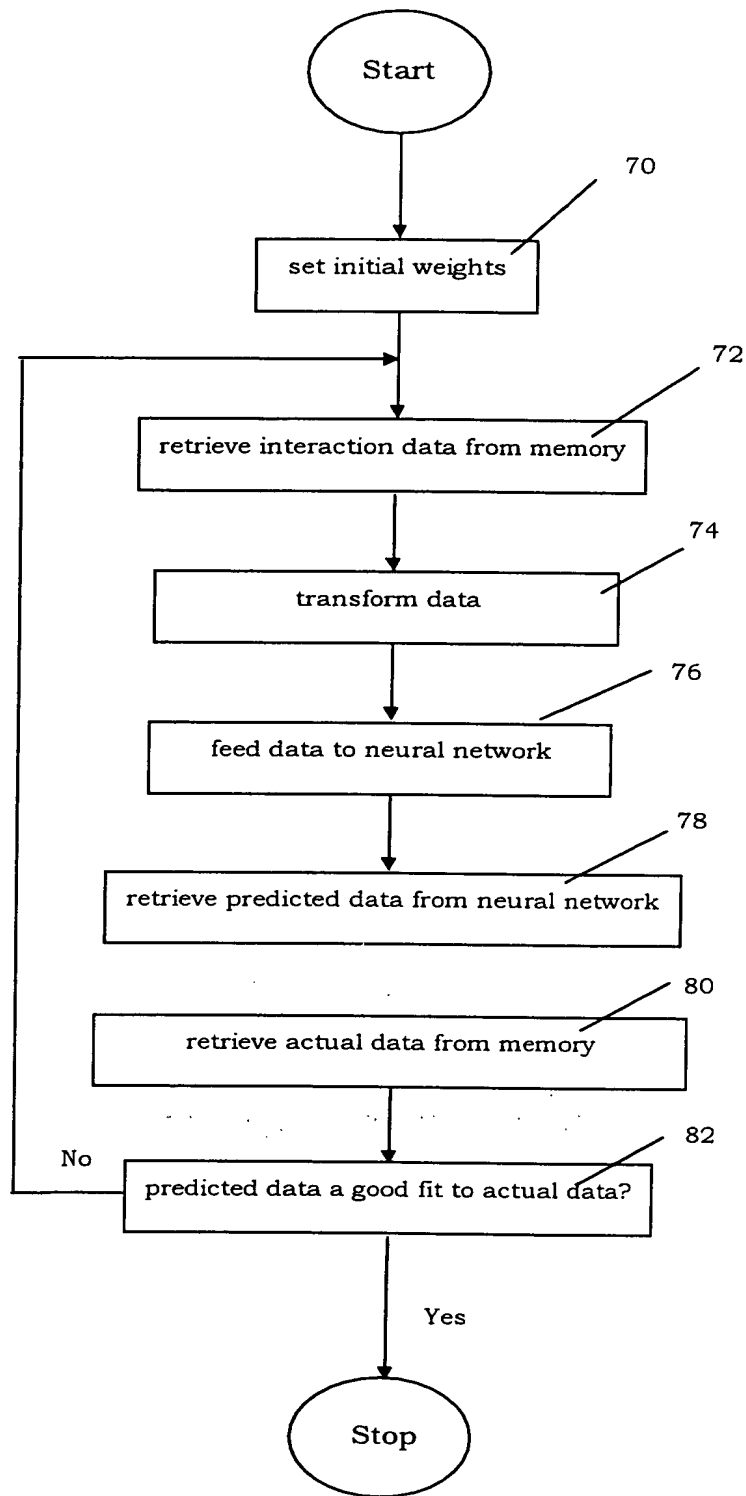 Start
70
set initial weights
72
retrieve interaction data from memory
74
transform data
76
feed data to neural network
78
retrieve predicted data from neural network
80
retrieve actual data from memory
82
No
predicted data a good fit to actual data?
Yes
Stop